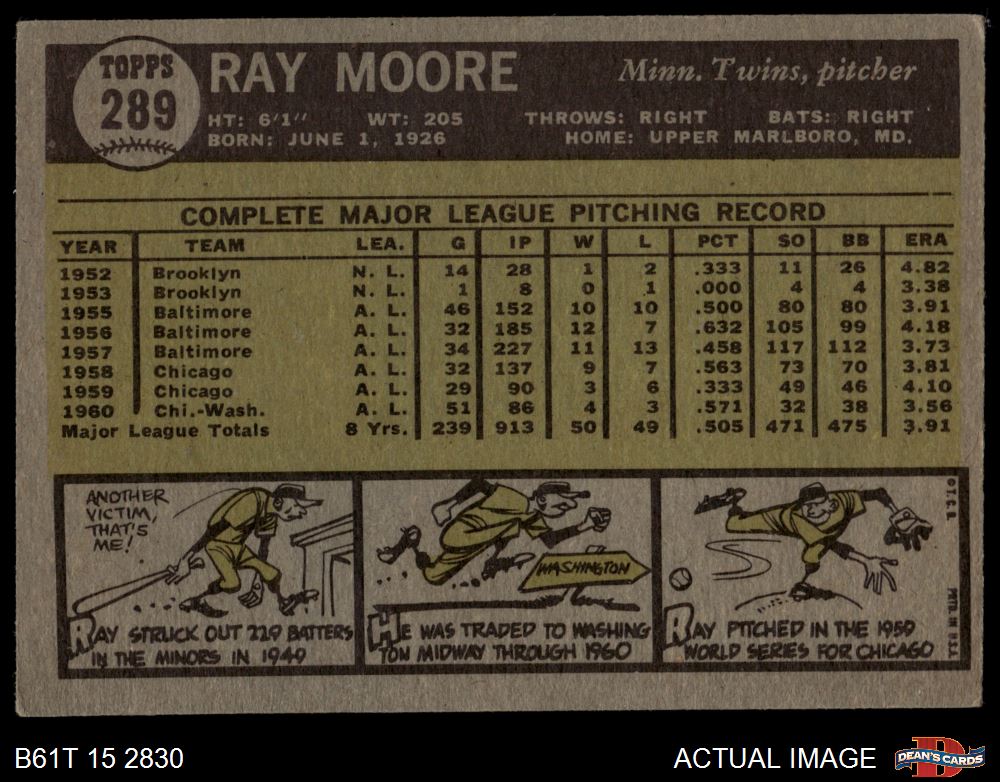 TOPPS
289
RAY MOORE
Minn. Twins, pitcher
HT: 6'1" WT: 205 THROWS: RIGHT BATS: RIGHT
BORN: JUNE 1, 1926 HOME: UPPER MARLBORO, MD.
COMPLETE MAJOR LEAGUE PITCHING RECORD
YEAR TEAM LEA. G IP W L PCT SO BB ERA
1952 Brooklyn N. L. 14 28 1 2 .333 11 26 4.82
1953 Brooklyn N. L. 1 8 0 1 .000 4 4 3.38
1955 Baltimore A. L. 46 152 10 10 .500 80 80 3.91
1956 Baltimore A. L. 32 185 12 7 .632 105 99 4.18
1957 Baltimore A. L. 34 227 11 13 .458 117 112 3.73
1958 Chicago A. L. 32 137 9 7 .563 73 70 3.81
1959 Chicago A. L. 29 90 3 6 .333 49 46 4.10
1960 Chi.-Wash. A. L. 51 86 4 3 .571 32 38 3.56
Major League Totals 8 Yrs. 239 913 50 49 .505 471 475 3.91
ANOTHER
VICTIM,
THAT'S
ME!
RAY STRUCK OUT 229 BATTERS
IN THE MINORS IN 1949
WASHINGTON
HE WAS TRADED TO WASHING
TON MIDWAY THROUGH 1960
RAY PITCHED IN THE 1959
WORLD SERIES FOR CHICAGO
© T.C.G.
PRTD. IN U.S.A.
B61T 15 2830
ACTUAL IMAGE
DEAN'S CARDS